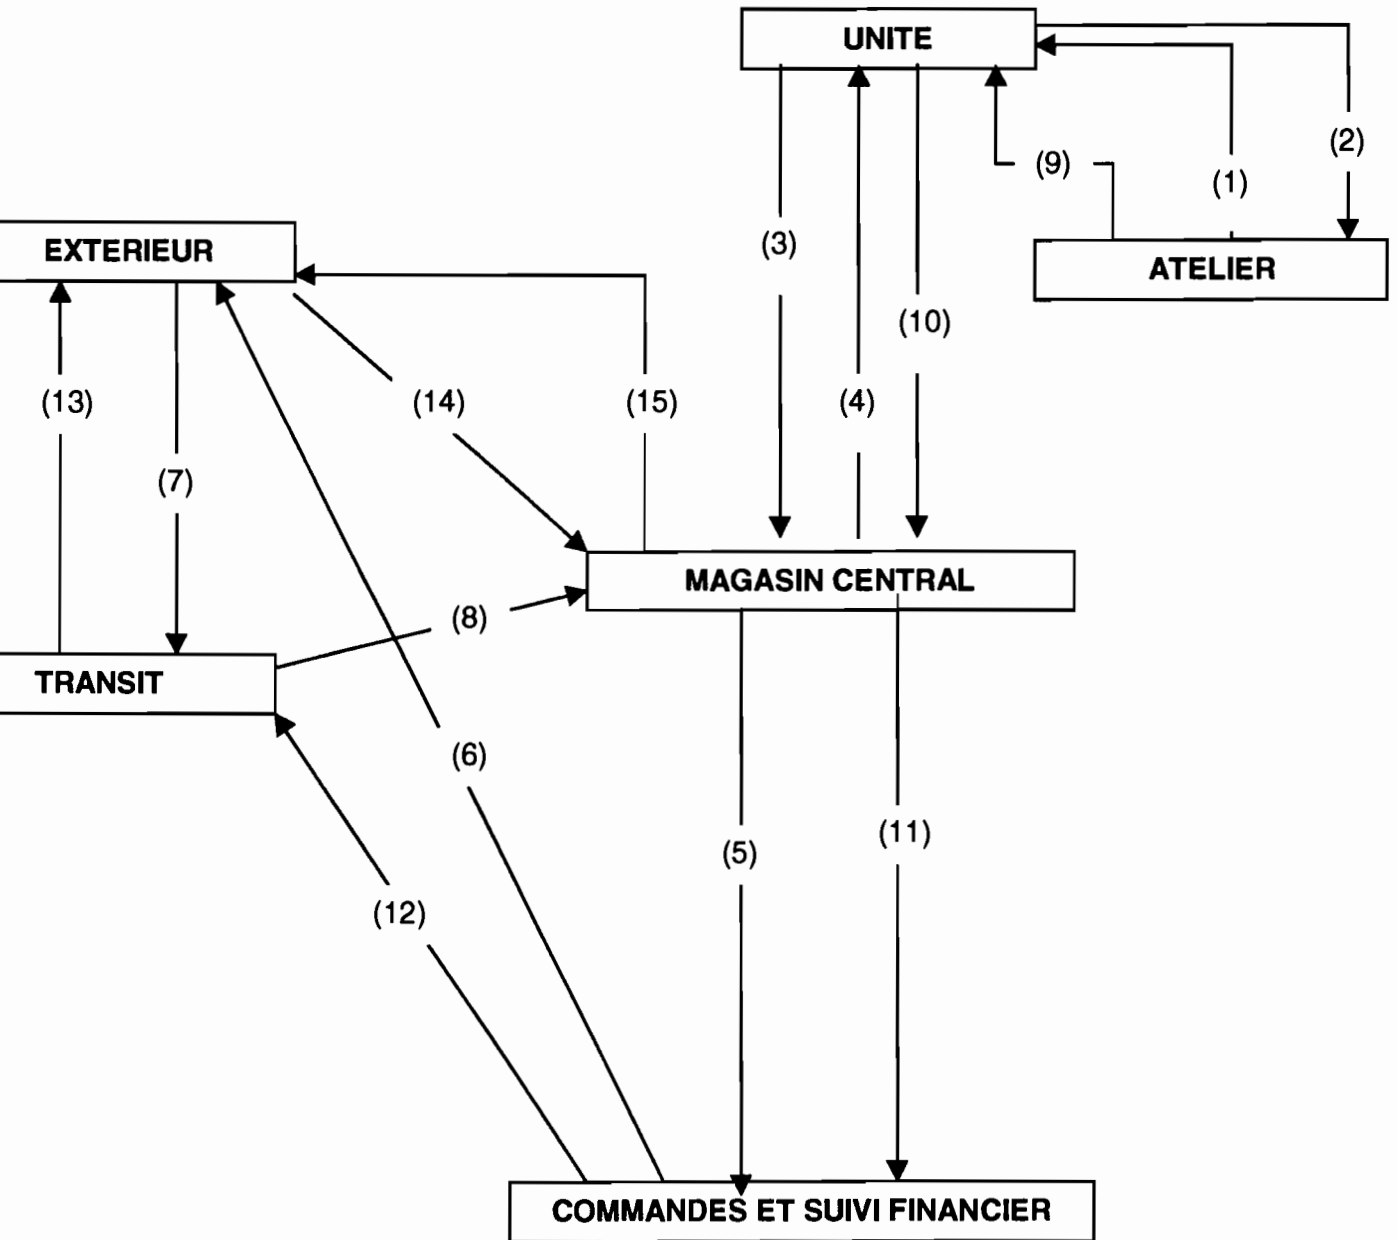 UNITE
(2)
(9)
(1)
(3)
EXTERIEUR
ATELIER
(10)
(13)
(14)
(15)
(4)
(7)
MAGASIN CENTRAL
(8)
TRANSIT
(6)
(5)
(11)
(12)
COMMANDES ET SUIVI FINANCIER